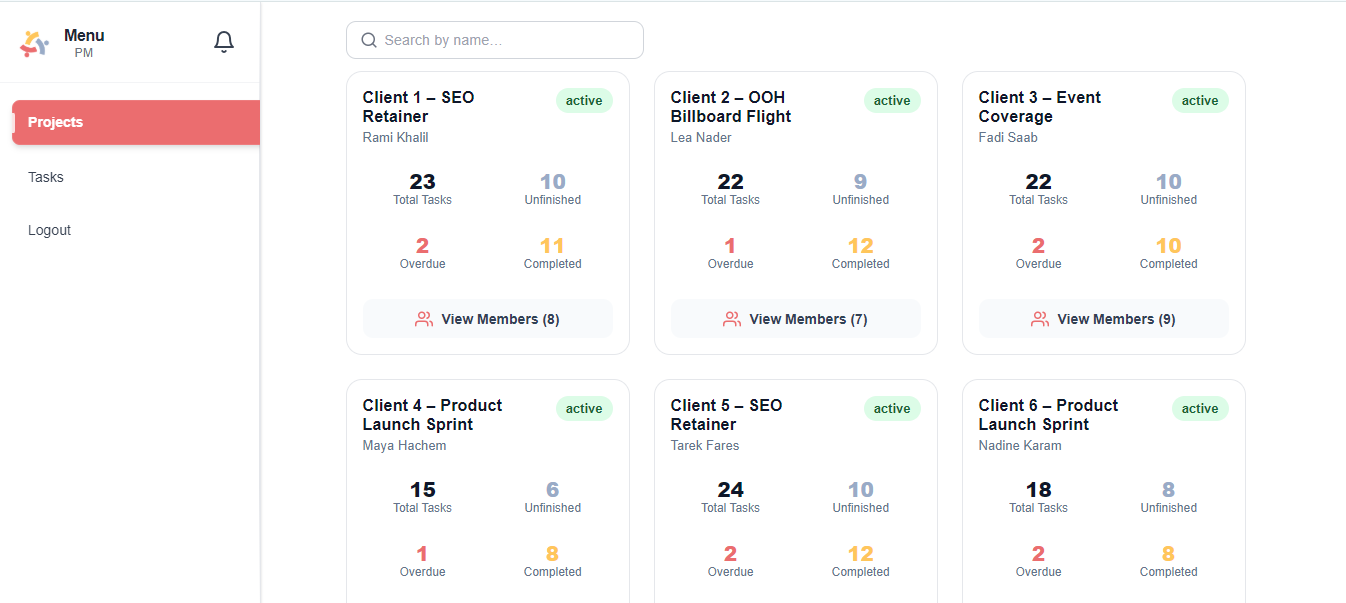 Menu
PM
Projects
Tasks
Logout
Search by name...
Client 1 – SEO
Retainer
active
Rami Khalil
23
10
Total Tasks
Unfinished
2
11
Overdue
Completed
View Members (8)
Client 2 – OOH
Billboard Flight
active
Lea Nader
22
9
Total Tasks
Unfinished
1
12
Overdue
Completed
View Members (7)
Client 3 – Event
Coverage
active
Fadi Saab
22
10
Total Tasks
Unfinished
2
10
Overdue
Completed
View Members (9)
Client 4 – Product
Launch Sprint
active
Maya Hachem
15
6
Total Tasks
Unfinished
1
8
Overdue
Completed
Client 5 – SEO
Retainer
active
Tarek Fares
24
10
Total Tasks
Unfinished
2
12
Overdue
Completed
Client 6 – Product
Launch Sprint
active
Nadine Karam
18
8
Total Tasks
Unfinished
2
8
Overdue
Completed